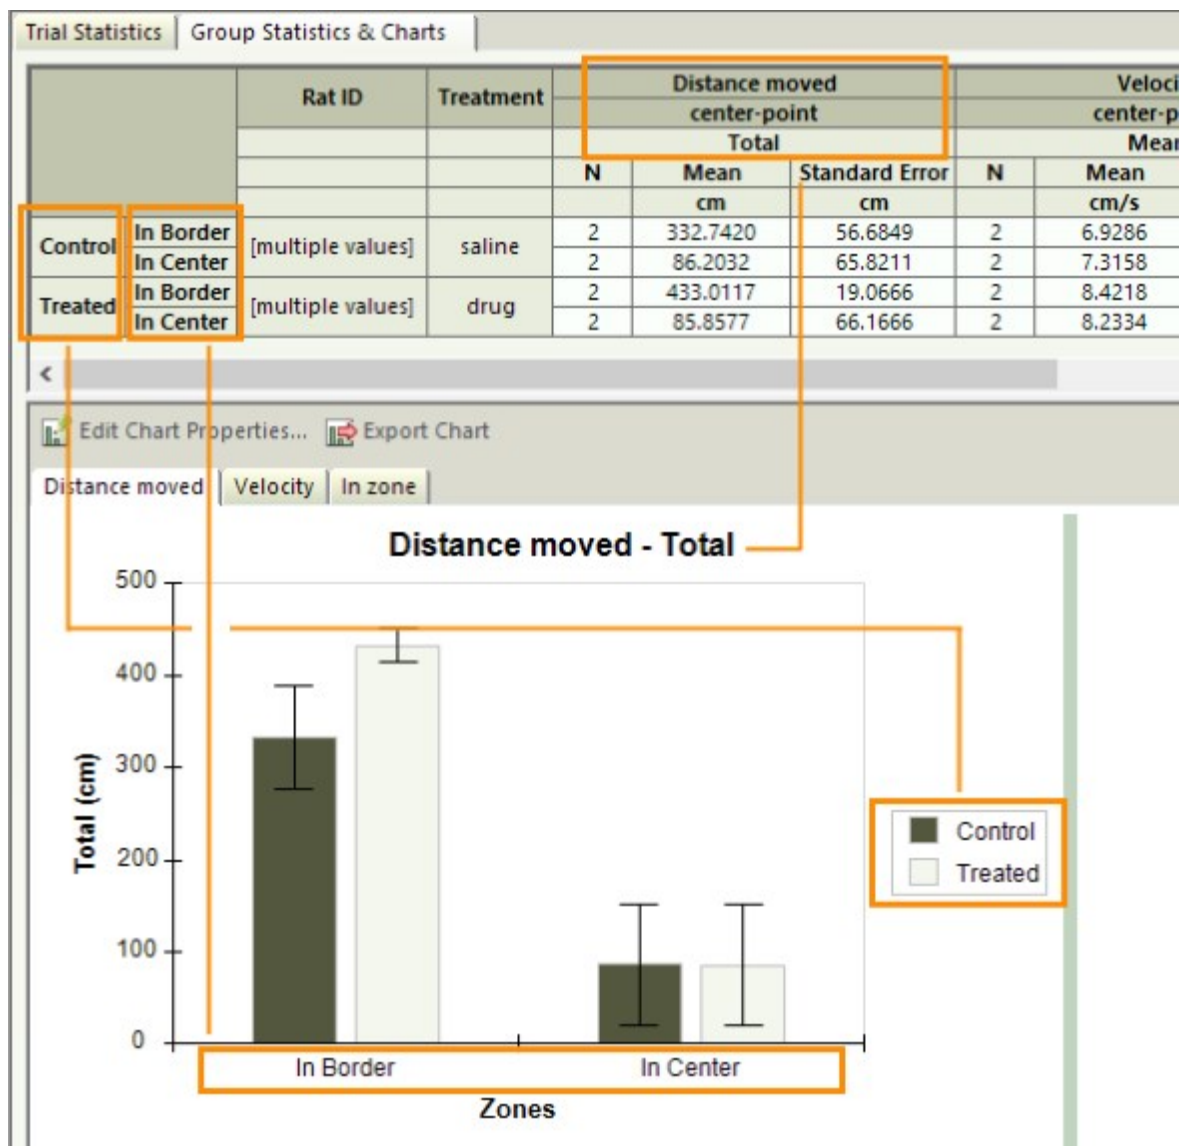 Trial Statistics Group Statistics & Charts
Rat ID Treatment Distance moved Veloci
center-point center-p
Total Mear
N Mean Standard Error N Mean
cm cm cm/s
Control In Border [multiple values] saline 2 332.7420 56.6849 2 6.9286
In Center 2 86.2032 65.8211 2 7.3158
Treated In Border [multiple values] drug 2 433.0117 19.0666 2 8.4218
In Center 2 85.8577 66.1666 2 8.2334
Edit Chart Properties... Export Chart
Distance moved Velocity In zone
Distance moved - Total
500
400
300
200
100
0
Total (cm)
Control
Treated
In Border In Center
Zones